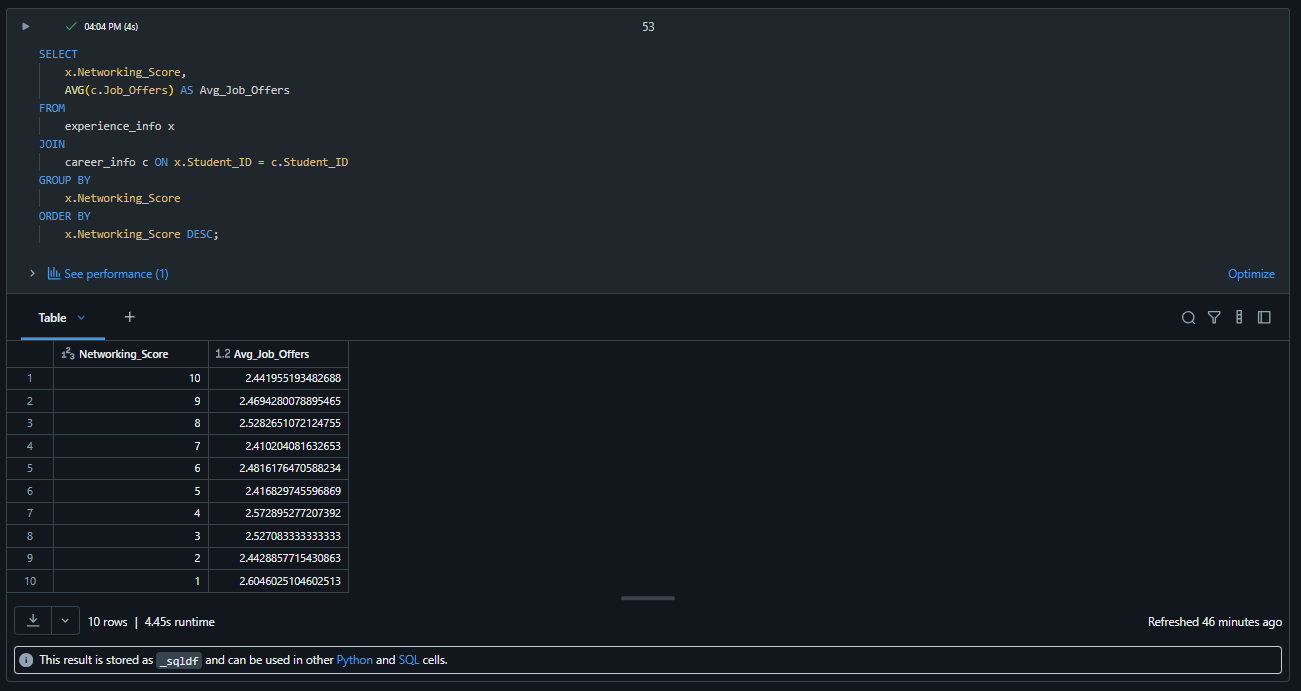 04:04 PM (4s)
53
SELECT
x.Networking_Score,
AVG(c.Job_Offers) AS Avg_Job_Offers
FROM
experience_info x
JOIN
career_info c ON x.Student_ID = c.Student_ID
GROUP BY
x.Networking_Score
ORDER BY
x.Networking_Score DESC;
See performance (1)
Optimize
Table
+
1 2 3 Networking_Score 1.2 Avg_Job_Offers
1 10 2.441955193482688
2 9 2.4694280078895465
3 8 2.5282651072124755
4 7 2.410204081632653
5 6 2.4816176470588234
6 5 2.416829745596869
7 4 2.572895277207392
8 3 2.527083333333333
9 2 2.4428857715430863
10 1 2.6046025104602513
10 rows | 4.45s runtime
Refreshed 46 minutes ago
This result is stored as _sqldf and can be used in other Python and SQL cells.